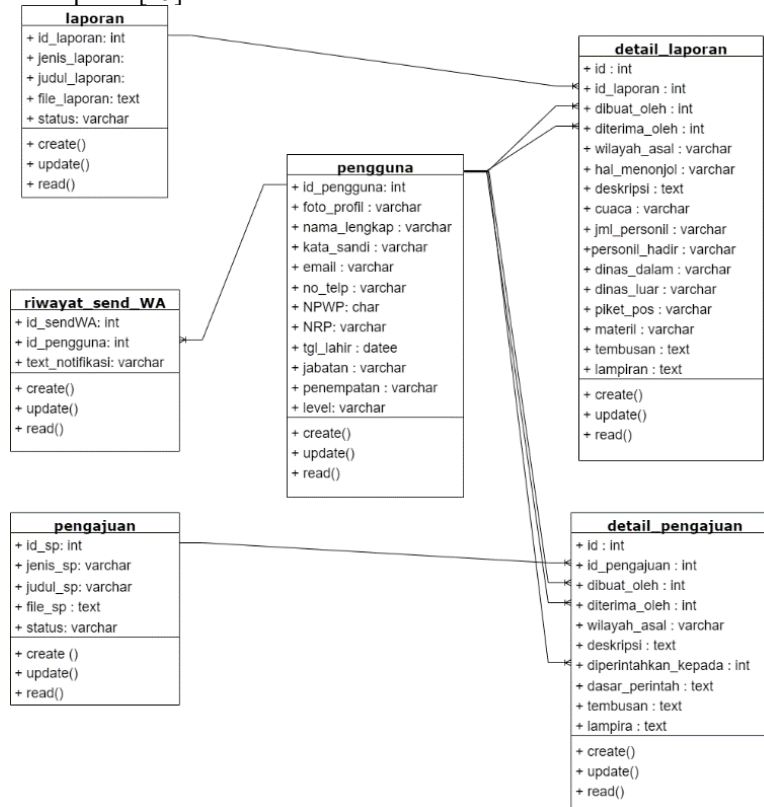 laporan
+ id_laporan: int
+ jenis_laporan:
+ judul_laporan:
+ file_laporan: text
+ status: varchar
+ create()
+ update()
+ read()
detail_laporan
+ id : int
+ id_laporan : int
+ dibuat_oleh : int
+ diterima_oleh : int
+ wilayah_asal : varchar
+ hal_menonjol : varchar
+ deskripsi : text
+ cuaca : varchar
+ jml_personil : varchar
+personil_hadir : varchar
+ dinas_dalam : varchar
+ dinas_luar : varchar
+ piket_pos : varchar
+ materil : varchar
+ tembusan : text
+ lampiran : text
+ create()
+ update()
+ read()
pengguna
+ id_pengguna: int
+ foto_profil : varchar
+ nama_lengkap : varchar
+ kata_sandi : varchar
+ email : varchar
+ no_telp : varchar
+ NPWP: char
+ NRP: varchar
+ tgl_lahir : datee
+ jabatan : varchar
+ penempatan : varchar
+ level: varchar
+ create()
+ update()
+ read()
riwayat_send_WA
+ id_sendWA: int
+ id_pengguna: int
+ text_notifikasi: varchar
+ create()
+ update()
+ read()
pengajuan
+ id_sp: int
+ jenis_sp: varchar
+ judul_sp: varchar
+ file_sp : text
+ status: varchar
+ create ()
+ update()
+ read()
detail_pengajuan
+ id : int
+ id_pengajuan : int
+ dibuat_oleh : int
+ diterima_oleh : int
+ wilayah_asal : varchar
+ deskripsi : text
+ diperintahkan_kepada : int
+ dasar_perintah : text
+ tembusan : text
+ lampira : text
+ create()
+ update()
+ read()